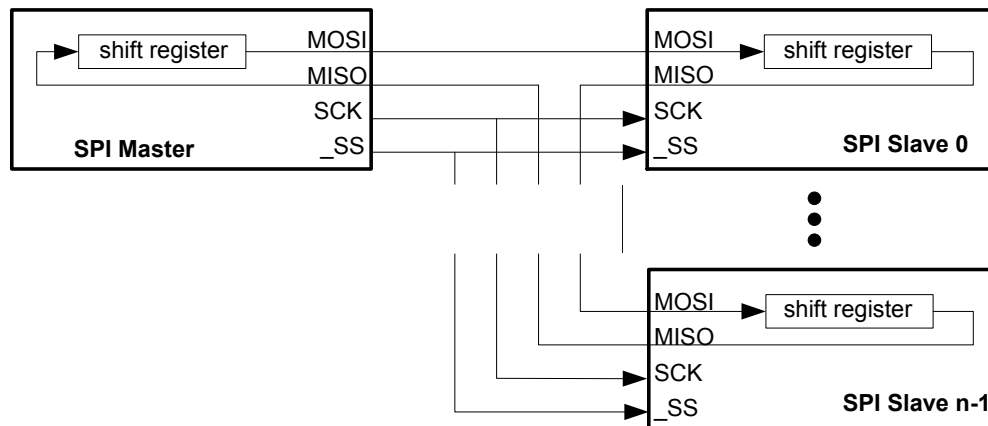 shift register
MOSI
MISO
SCK
_SS
SPI Master
MOSI
MISO
SCK
_SS
shift register
SPI Slave 0
MOSI
MISO
SCK
_SS
shift register
SPI Slave n-1